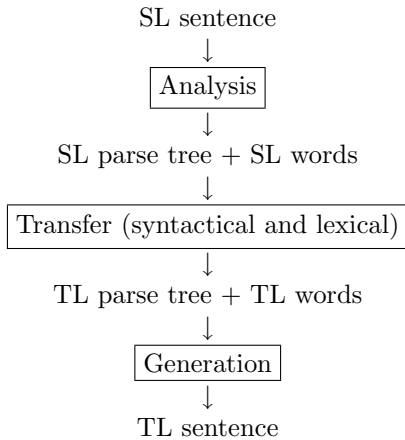 SL sentence
Analysis
SL parse tree + SL words
Transfer (syntactical and lexical)
TL parse tree + TL words
Generation
TL sentence